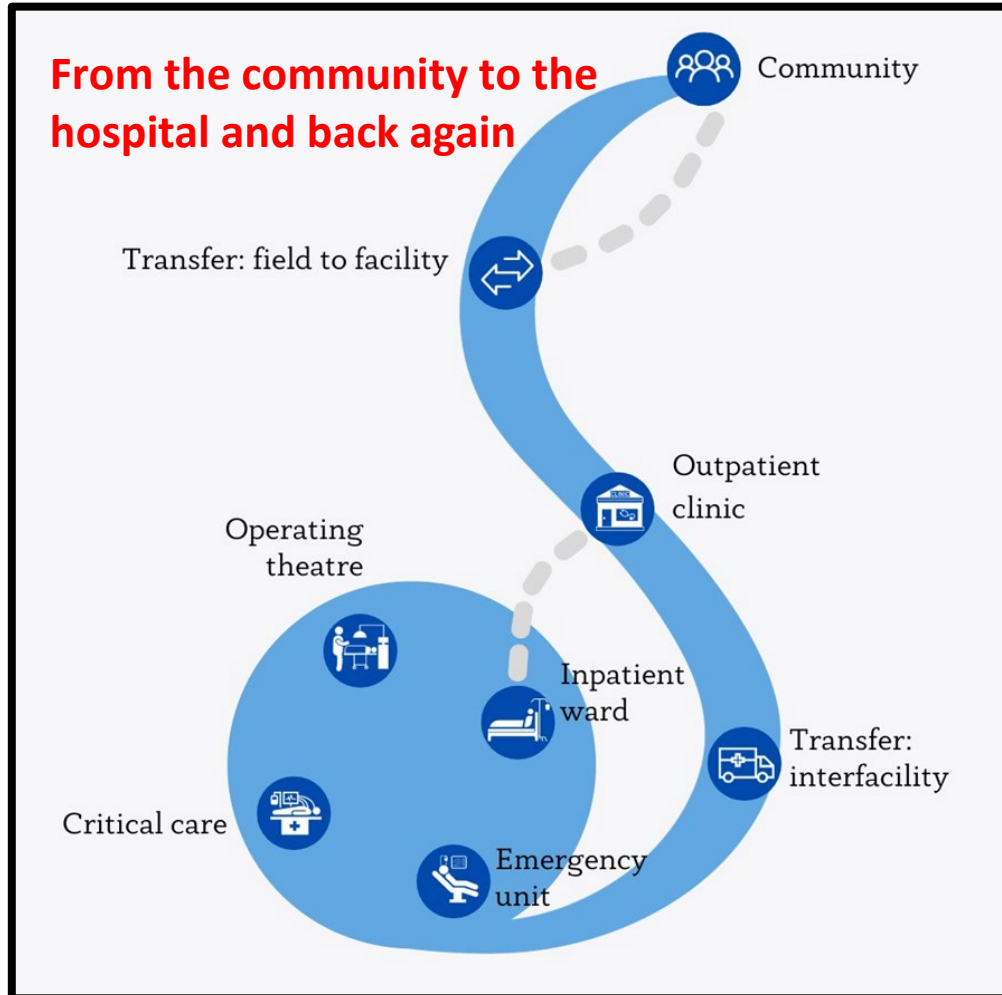 From the community to the
hospital and back again
Community
Transfer: field to facility
Outpatient
clinic
CLINIC
Operating
theatre
Inpatient
ward
Transfer:
interfacility
Critical care
Emergency
unit